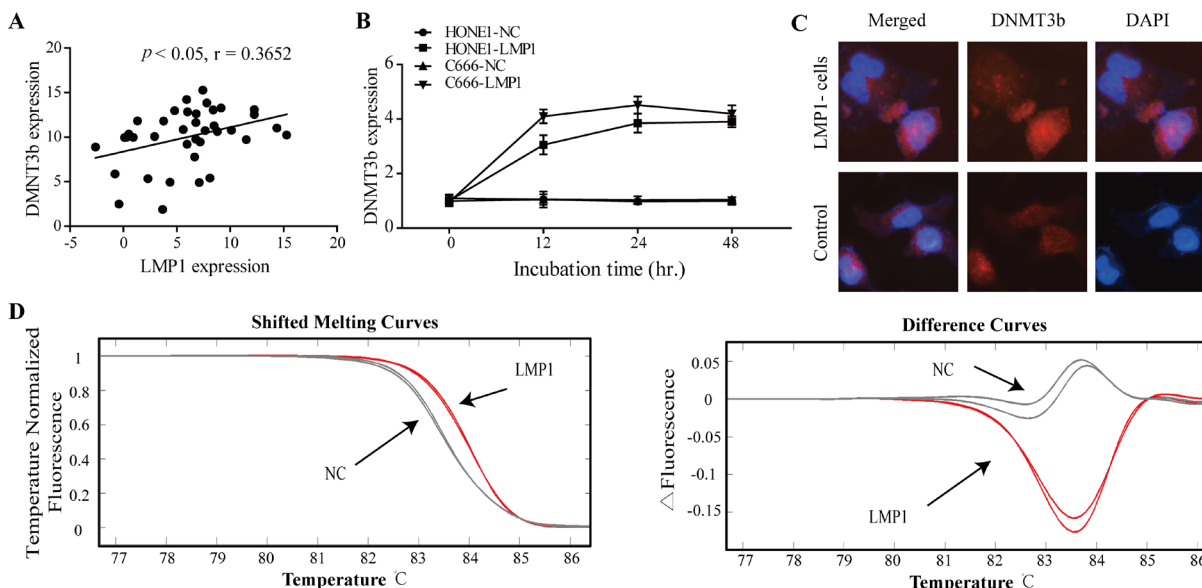 A
p < 0.05, r = 0.3652
DMNT3b expression
20
15
10
5
0
-5
0
5
10
15
20
LMP1 expression
B
HONE1-NC
HONE1-LMP1
C666-NC
C666-LMP1
DNMT3b expression
6
4
2
0
0
12
24
48
Incubation time (hr.)
C
Merged
DNMT3b
DAPI
LMP1- cells
Control
D
Shifted Melting Curves
Temperature Normalized
Fluorescence
1
0.8
0.6
0.4
0.2
0
LMP1
NC
77
78
79
80
81
82
83
84
85
86
Temperature ℃
Difference Curves
△Fluorescence
0.05
0
-0.05
-0.1
-0.15
NC
LMP1
77
78
79
80
81
82
83
84
85
86
Temperature ℃